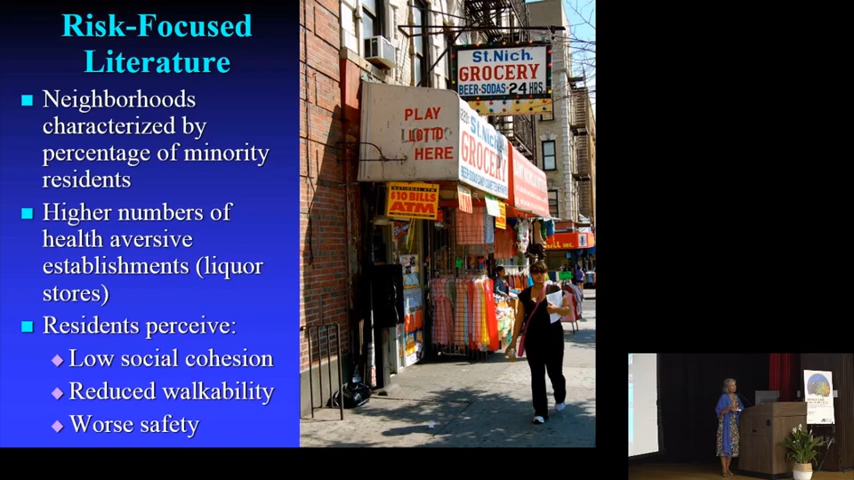 Risk-Focused
Literature
Neighborhoods
characterized by
percentage of minority
residents
Higher numbers of
health aversive
establishments (liquor
stores)
Residents perceive:
Low social cohesion
Reduced walkability
Worse safety
St. Nich.
GROCERY
BEER-SODAS-24 HRS.
PLAY
LOTTO
HERE
St. Nich.
GROCERY
$10 BILLS
ATM